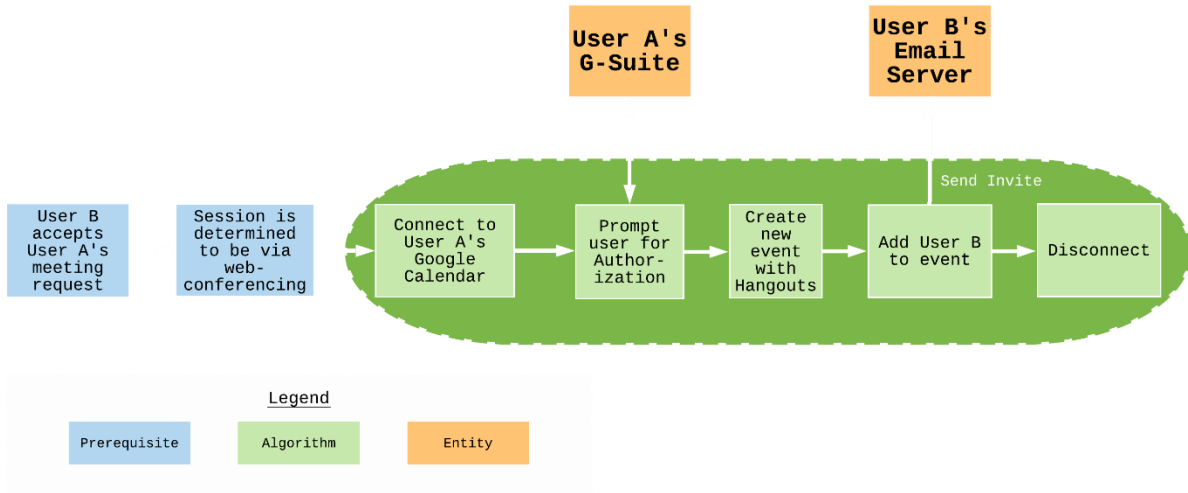 User A's
G-Suite
User B's
Email
Server
Send Invite
User B
accepts
User A's
meeting
request
Session is
determined
to be via
web-
conferencing
Connect to
User A's
Google
Calendar
Prompt
user for
Author-
ization
Create
new
event
with
Hangouts
Add User B
to event
Disconnect
Legend
Prerequisite
Algorithm
Entity